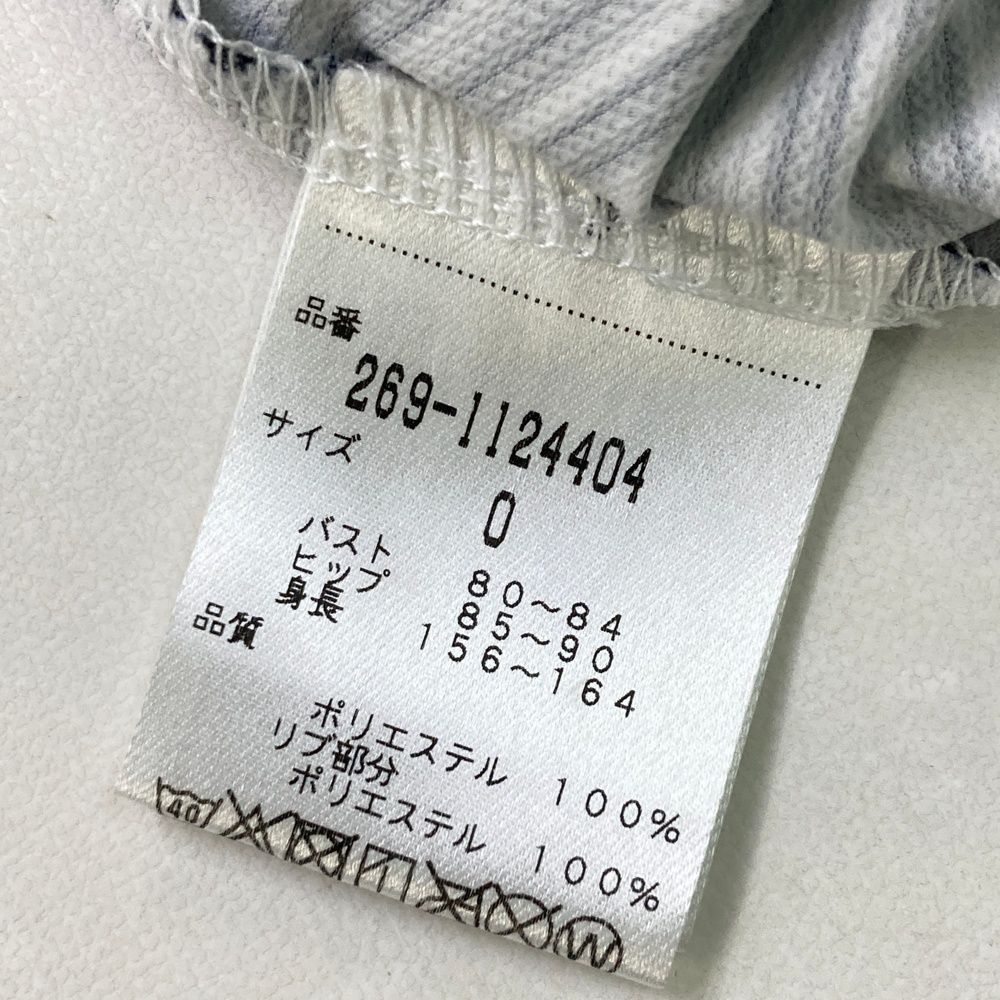 品番
269-1124404
サイズ
0
バスト 80～84
ヒップ 85～90
身長 156～164
品質
ポリエステル 100%
リブ部分
ポリエステル 100%
40
W